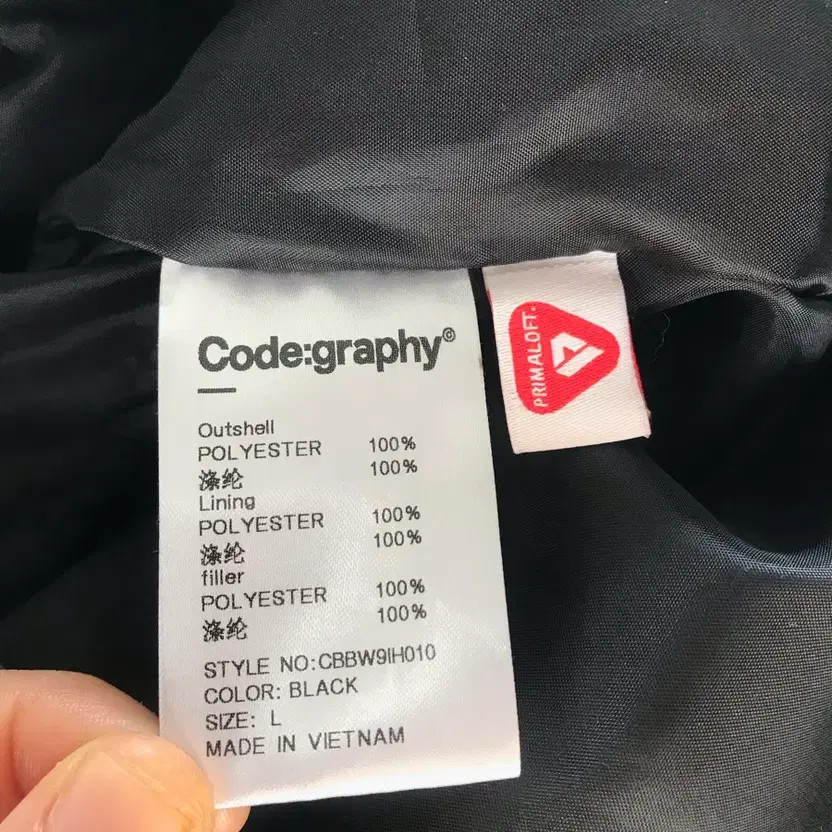 Code:graphy©
Outshell
POLYESTER 100%
涤纶 100%
Lining
POLYESTER 100%
涤纶 100%
filler
POLYESTER 100%
涤纶 100%
STYLE NO:CBBW9IH010
COLOR: BLACK
SIZE: L
MADE IN VIETNAM
PRIMALOFT.